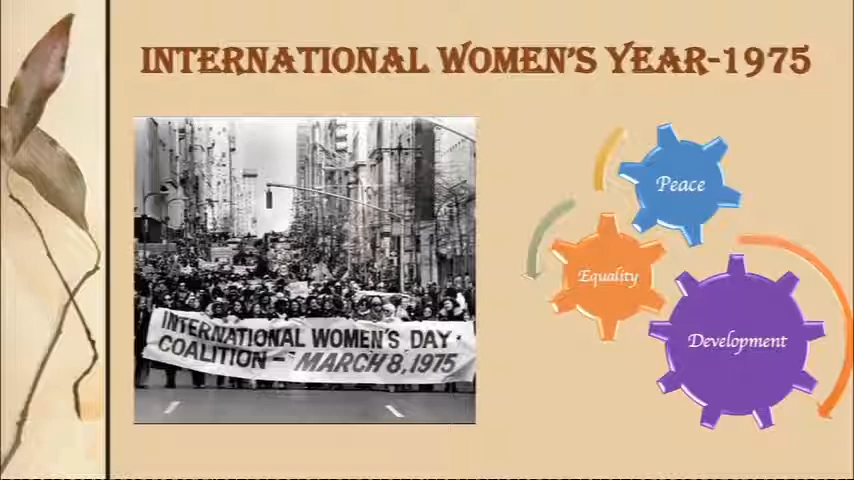 INTERNATIONAL WOMEN'S YEAR-1975
INTERNATIONAL WOMEN'S DAY
COALITION - MARCH 8, 1975
Peace
Equality
Development